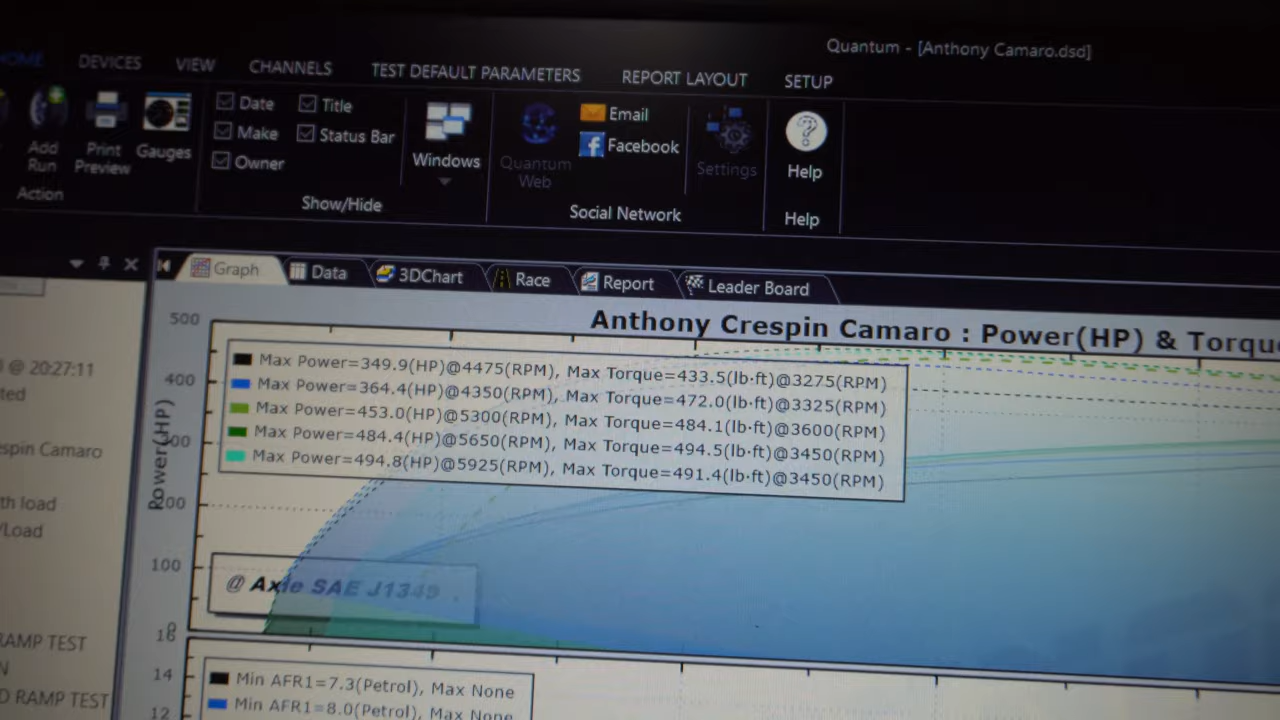 Quantum - [Anthony Camaro.dsd]
HOME DEVICES VIEW CHANNELS TEST DEFAULT PARAMETERS REPORT LAYOUT SETUP
Add Run
Print Preview
Gauges
Action
Date Title
Make Status Bar
Owner
Show/Hide
Windows
Quantum Web
Email
Facebook
Social Network
Settings
Help
Help
Graph Data 3DChart Race Report Leader Board
@ 20:27:11
Camaro
th load
/Load
RAMP TEST
RAMP TEST
Anthony Crespin Camaro : Power(HP) & Torque
Max Power=349.9(HP)@4475(RPM), Max Torque=433.5(lb·ft)@3275(RPM)
Max Power=364.4(HP)@4350(RPM), Max Torque=472.0(lb·ft)@3325(RPM)
Max Power=453.0(HP)@5300(RPM), Max Torque=484.1(lb·ft)@3600(RPM)
Max Power=484.4(HP)@5650(RPM), Max Torque=494.5(lb·ft)@3450(RPM)
Max Power=494.8(HP)@5925(RPM), Max Torque=491.4(lb·ft)@3450(RPM)
500
400
300
200
100
0
Power(HP)
@ Axle SAE J1349
16
14
12
Min AFR1=7.3(Petrol), Max None
Min AFR1=8.0(Petrol), Max None